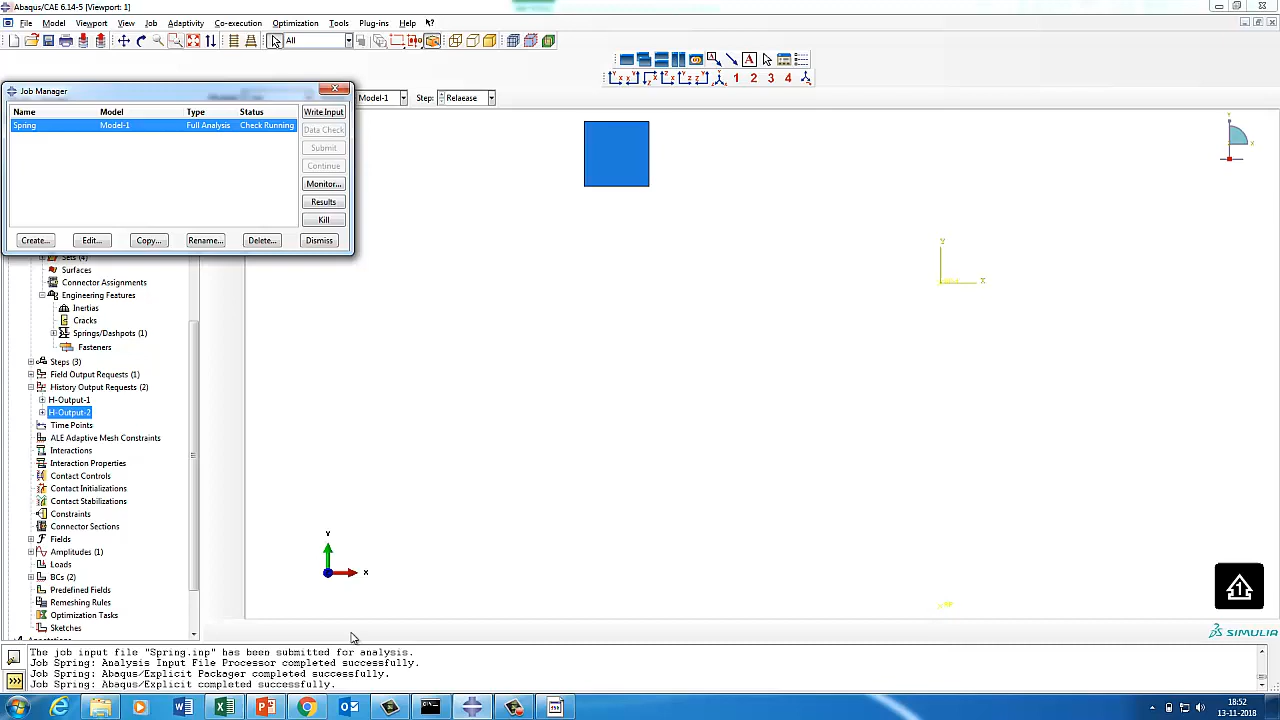 Abaqus/CAE 6.14-5 [Viewport: 1]
File Model Viewport View Job Adaptivity Co-execution Optimization Tools Plug-ins Help
All
1 2 3 4
Model-1 Step: Relaease
Job Manager
Name Model Type Status
Spring Model-1 Full Analysis Check Running
Write Input
Data Check
Submit
Continue
Monitor...
Results
Kill
Create... Edit... Copy... Rename... Delete... Dismiss
Sets (4)
Surfaces
Connector Assignments
Engineering Features
Inertias
Cracks
Springs/Dashpots (1)
Fasteners
Steps (3)
Field Output Requests (1)
History Output Requests (2)
H-Output-1
H-Output-2
Time Points
ALE Adaptive Mesh Constraints
Interactions
Interaction Properties
Contact Controls
Contact Initializations
Contact Stabilizations
Constraints
Connector Sections
Fields
Amplitudes (1)
Loads
BCs (2)
Predefined Fields
Remeshing Rules
Optimization Tasks
Sketches
Y
X
Y
X
Y
X
RP
1
SIMULIA
The job input file "Spring.inp" has been submitted for analysis.
Job Spring: Analysis Input File Processor completed successfully.
Job Spring: Abaqus/Explicit Packager completed successfully.
Job Spring: Abaqus/Explicit completed successfully.
18:52
13-11-2018